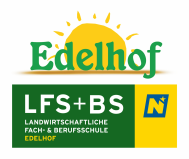 Edelhof
LFS+BS
N
LANDWIRTSCHAFTLICHE
FACH- & BERUFSSCHULE
EDELHOF